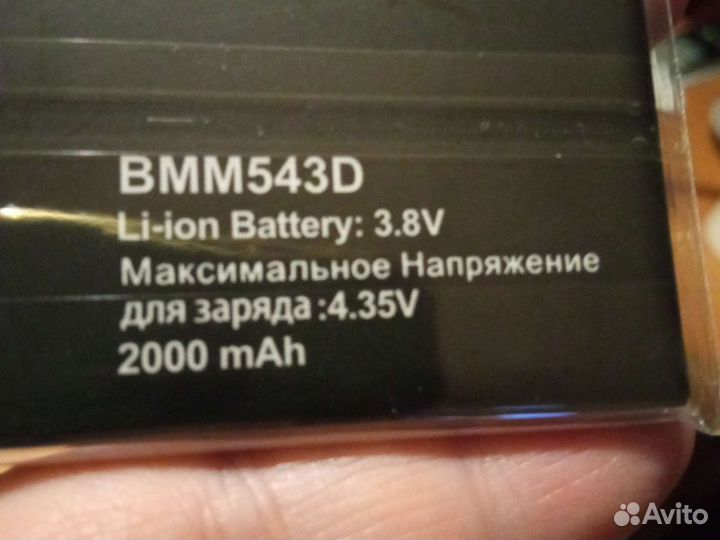 BMM543D
Li-ion Battery: 3.8V
Максимальное Напряжение
для заряда :4.35V
2000 mAh
Avito